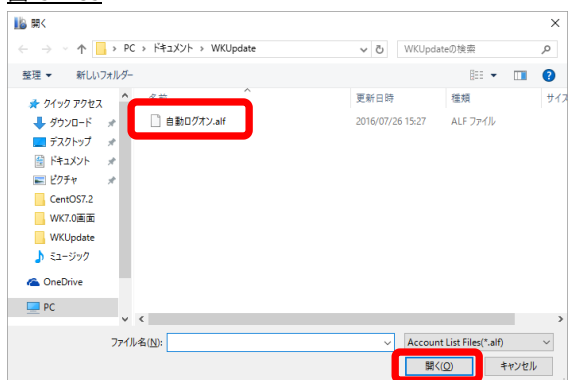 開く
PC › ドキュメント › WKUpdate
WKUpdateの検索
整理
新しいフォルダー
名前
更新日時
種類
サイズ
クイック アクセス
ダウンロード
デスクトップ
ドキュメント
ピクチャ
CentOS7.2
WK7.0画面
WKUpdate
ミュージック
OneDrive
PC
自動ログオン.alf
2016/07/26 15:27
ALF ファイル
ファイル名(N):
Account List Files(*.alf)
開く(O)
キャンセル